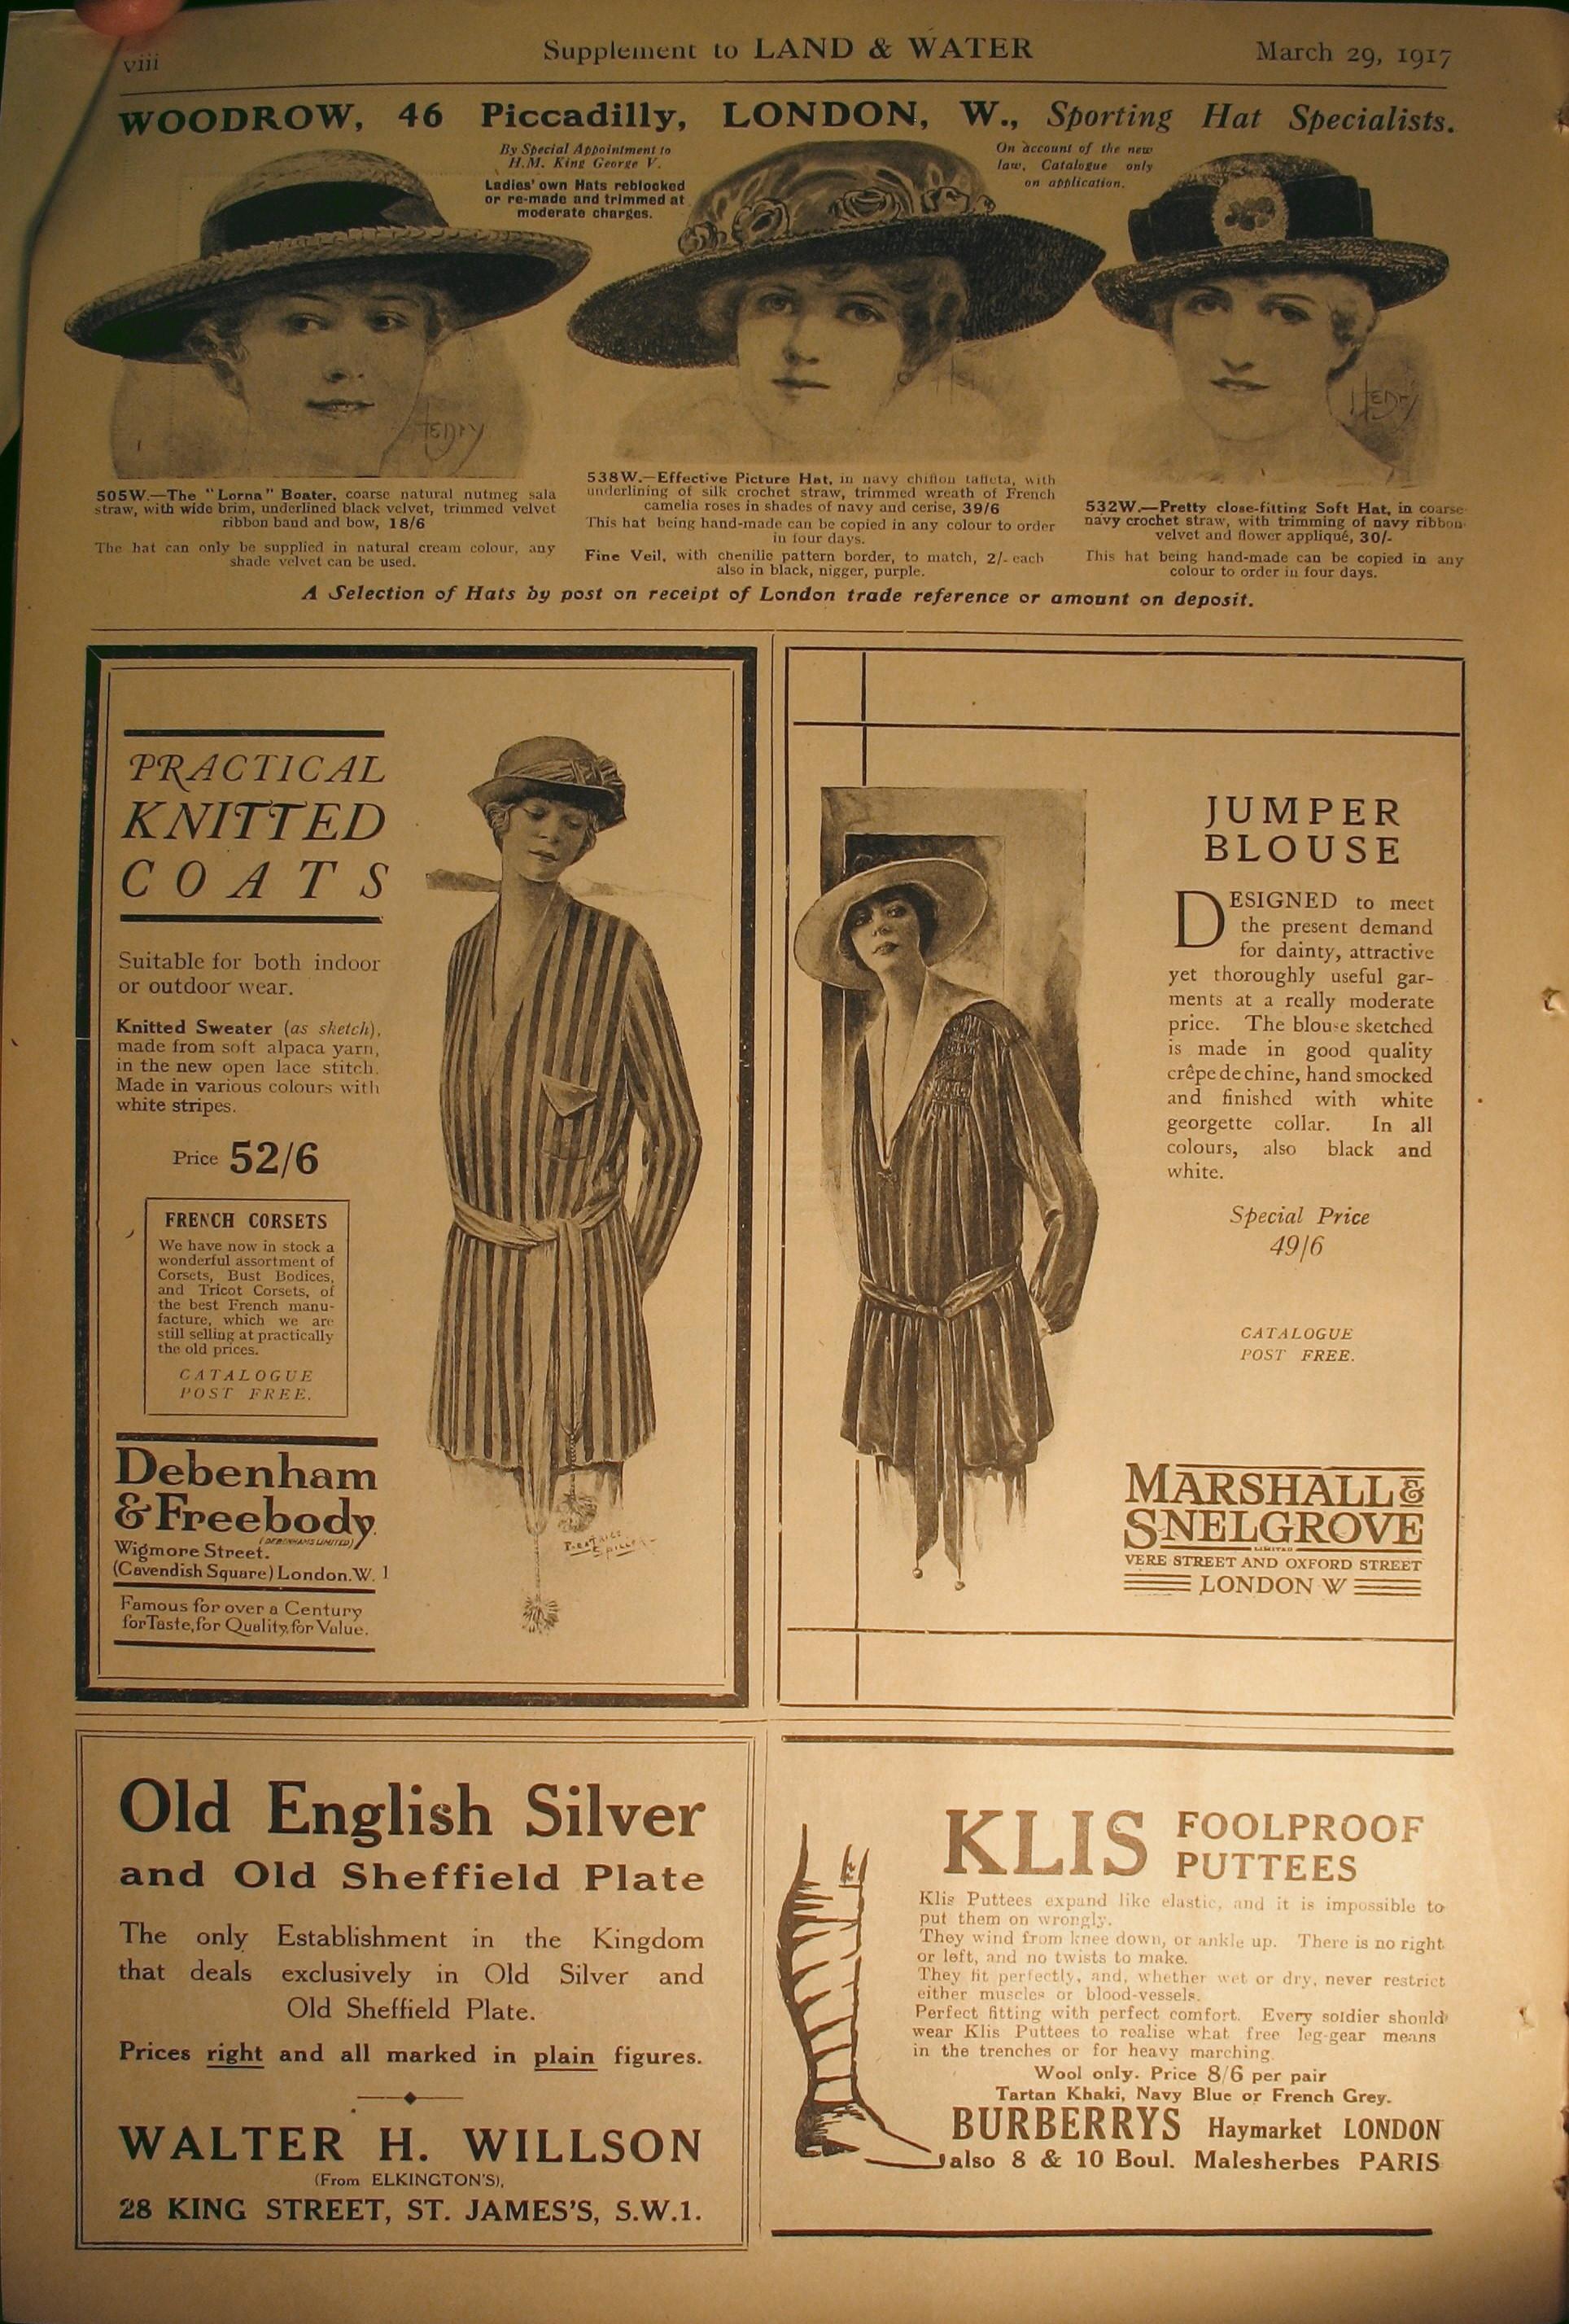 viii
Supplement to LAND & WATER
March 29, 1917
WOODROW, 46 Piccadilly, LONDON, W., Sporting Hat Specialists.
By Special Appointment to
H.M. King George V.
Ladies' own Hats reblocked
or re-made and trimmed at
moderate charges.
On account of the new
law, Catalogue only
on application.
Henry
Henry
505W.—The "Lorna" Boater, coarse natural nutmeg sala
straw, with wide brim, underlined black velvet, trimmed velvet
ribbon band and bow, 18/6
The hat can only be supplied in natural cream colour, any
shade velvet can be used.
538W.—Effective Picture Hat, in navy chiffon taffeta, with
underlining of silk crochet straw, trimmed wreath of French
camelia roses in shades of navy and cerise, 39/6
This hat being hand-made can be copied in any colour to order
in four days.
Fine Veil, with chenille pattern border, to match, 2/- each
also in black, nigger, purple.
532W.—Pretty close-fitting Soft Hat, in coarse
navy crochet straw, with trimming of navy ribbon
velvet and flower appliqué, 30/-
This hat being hand-made can be copied in any
colour to order in four days.
A Selection of Hats by post on receipt of London trade reference or amount on deposit.
PRACTICAL
KNITTED
COATS
Suitable for both indoor
or outdoor wear.
Knitted Sweater (as sketch),
made from soft alpaca yarn,
in the new open lace stitch.
Made in various colours with
white stripes.
Price 52/6
FRENCH CORSETS
We have now in stock a
wonderful assortment of
Corsets, Bust Bodices,
and Tricot Corsets, of
the best French manu-
facture, which we are
still selling at practically
the old prices.
CATALOGUE
POST FREE.
Debenham
& Freebody.
(DEBENHAMS LIMITED)
Wigmore Street.
(Cavendish Square) London.W. 1
Famous for over a Century
for Taste, for Quality, for Value.
JUMPER
BLOUSE
DESIGNED to meet
the present demand
for dainty, attractive
yet thoroughly useful gar-
ments at a really moderate
price. The blouse sketched
is made in good quality
crêpe de chine, hand smocked
and finished with white
georgette collar. In all
colours, also black and
white.
Special Price
49/6
CATALOGUE
POST FREE.
MARSHALL &
SNELGROVE
LIMITED
VERE STREET AND OXFORD STREET
LONDON W
Old English Silver
and Old Sheffield Plate
The only Establishment in the Kingdom
that deals exclusively in Old Silver and
Old Sheffield Plate.
Prices right and all marked in plain figures.
WALTER H. WILLSON
(From ELKINGTON'S),
28 KING STREET, ST. JAMES'S, S.W.1.
KLIS FOOLPROOF
PUTTEES
Klis Puttees expand like elastic, and it is impossible to
put them on wrongly.
They wind from knee down, or ankle up. There is no right
or left, and no twists to make.
They fit perfectly, and, whether wet or dry, never restrict
either muscles or blood-vessels.
Perfect fitting with perfect comfort. Every soldier should
wear Klis Puttees to realise what free leg-gear means
in the trenches or for heavy marching.
Wool only. Price 8/6 per pair
Tartan Khaki, Navy Blue or French Grey.
BURBERRYS Haymarket LONDON
also 8 & 10 Boul. Malesherbes PARIS